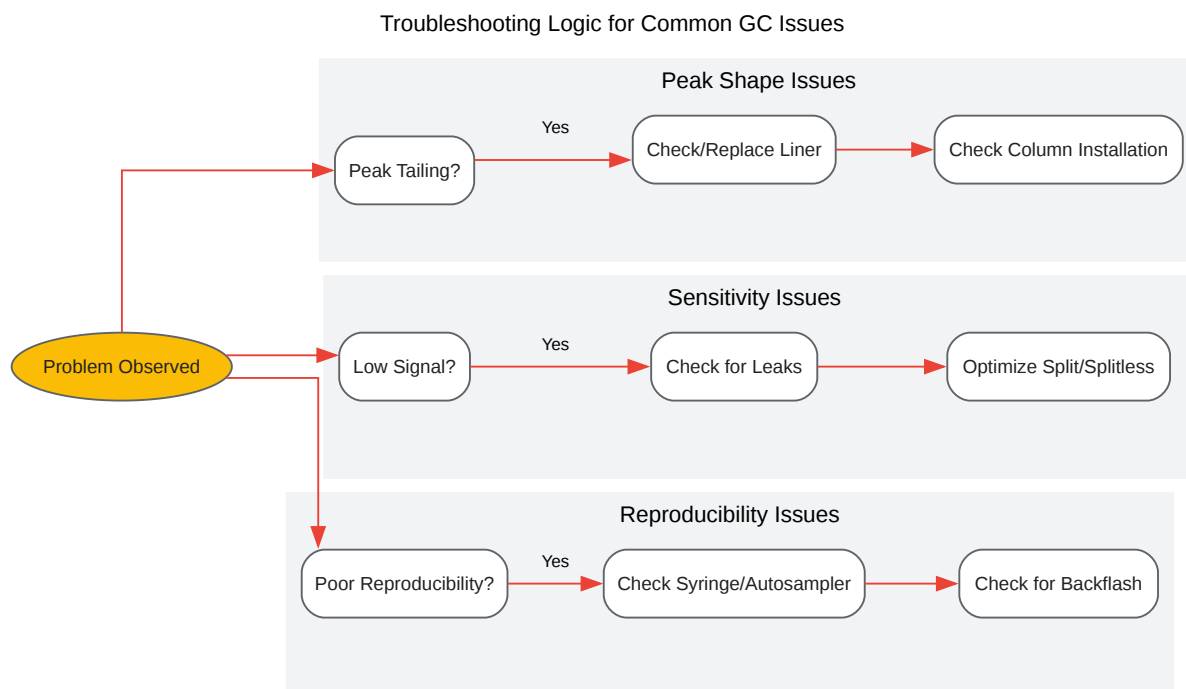 Troubleshooting Logic for Common GC Issues
Peak Shape Issues
Peak Tailing?
Yes
Check/Replace Liner
Check Column Installation
Sensitivity Issues
Problem Observed
Low Signal?
Yes
Check for Leaks
Optimize Split/Splitless
Reproducibility Issues
Poor Reproducibility?
Yes
Check Syringe/Autosampler
Check for Backflash